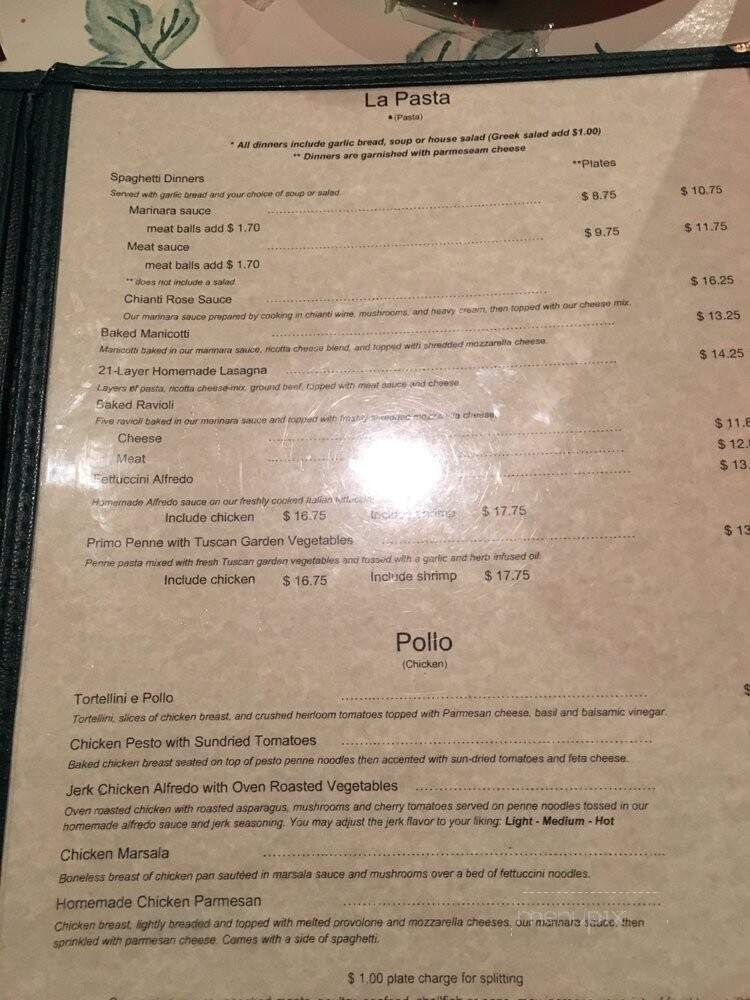 La Pasta
•(Pasta)
* All dinners include garlic bread, soup or house salad (Greek salad add $1.00)
** Dinners are garnished with parmeseam cheese
**Plates
Spaghetti Dinners
Served with garlic bread and your choice of soup or salad.
Marinara sauce $ 8.75 $ 10.75
meat balls add $ 1.70
Meat sauce $ 9.75 $ 11.75
meat balls add $ 1.70
** does not include a salad
Chianti Rose Sauce $ 16.25
Our marinara sauce prepared by cooking in chianti wine, mushrooms, and heavy cream, then topped with our cheese mix.
Baked Manicotti $ 13.25
Manicotti baked in our marinara sauce, ricotta cheese blend, and topped with shredded mozzarella cheese.
21-Layer Homemade Lasagna $ 14.25
Layers of pasta, ricotta cheese-mix, ground beef, topped with meat sauce and cheese.
Baked Ravioli
Five ravioli baked in our marinara sauce and topped with freshly shredded mozzarella cheese.
Cheese $ 11.
Meat $ 12.
Fettuccini Alfredo $ 13.
Homemade Alfredo sauce on our freshly cooked Italian
Include chicken $ 16.75 Include shrimp $ 17.75
Primo Penne with Tuscan Garden Vegetables $ 13
Penne pasta mixed with fresh Tuscan garden vegetables and tossed with a garlic and herb infused oil.
Include chicken $ 16.75 Include shrimp $ 17.75
Pollo
(Chicken)
Tortellini e Pollo $
Tortellini, slices of chicken breast, and crushed heirloom tomatoes topped with Parmesan cheese, basil and balsamic vinegar.
Chicken Pesto with Sundried Tomatoes
Baked chicken breast seated on top of pesto penne noodles then accented with sun-dried tomatoes and feta cheese.
Jerk Chicken Alfredo with Oven Roasted Vegetables
Oven roasted chicken with roasted asparagus, mushrooms and cherry tomatoes served on penne noodles tossed in our
homemade alfredo sauce and jerk seasoning. You may adjust the jerk flavor to your liking: Light - Medium - Hot
Chicken Marsala
Boneless breast of chicken pan sautéed in marsala sauce and mushrooms over a bed of fettuccini noodles.
Homemade Chicken Parmesan
Chicken breast, lightly breaded and topped with melted provolone and mozzarella cheeses, our marinara sauce, then
sprinkled with parmesan cheese. Comes with a side of spaghetti.
menupix
$ 1.00 plate charge for splitting